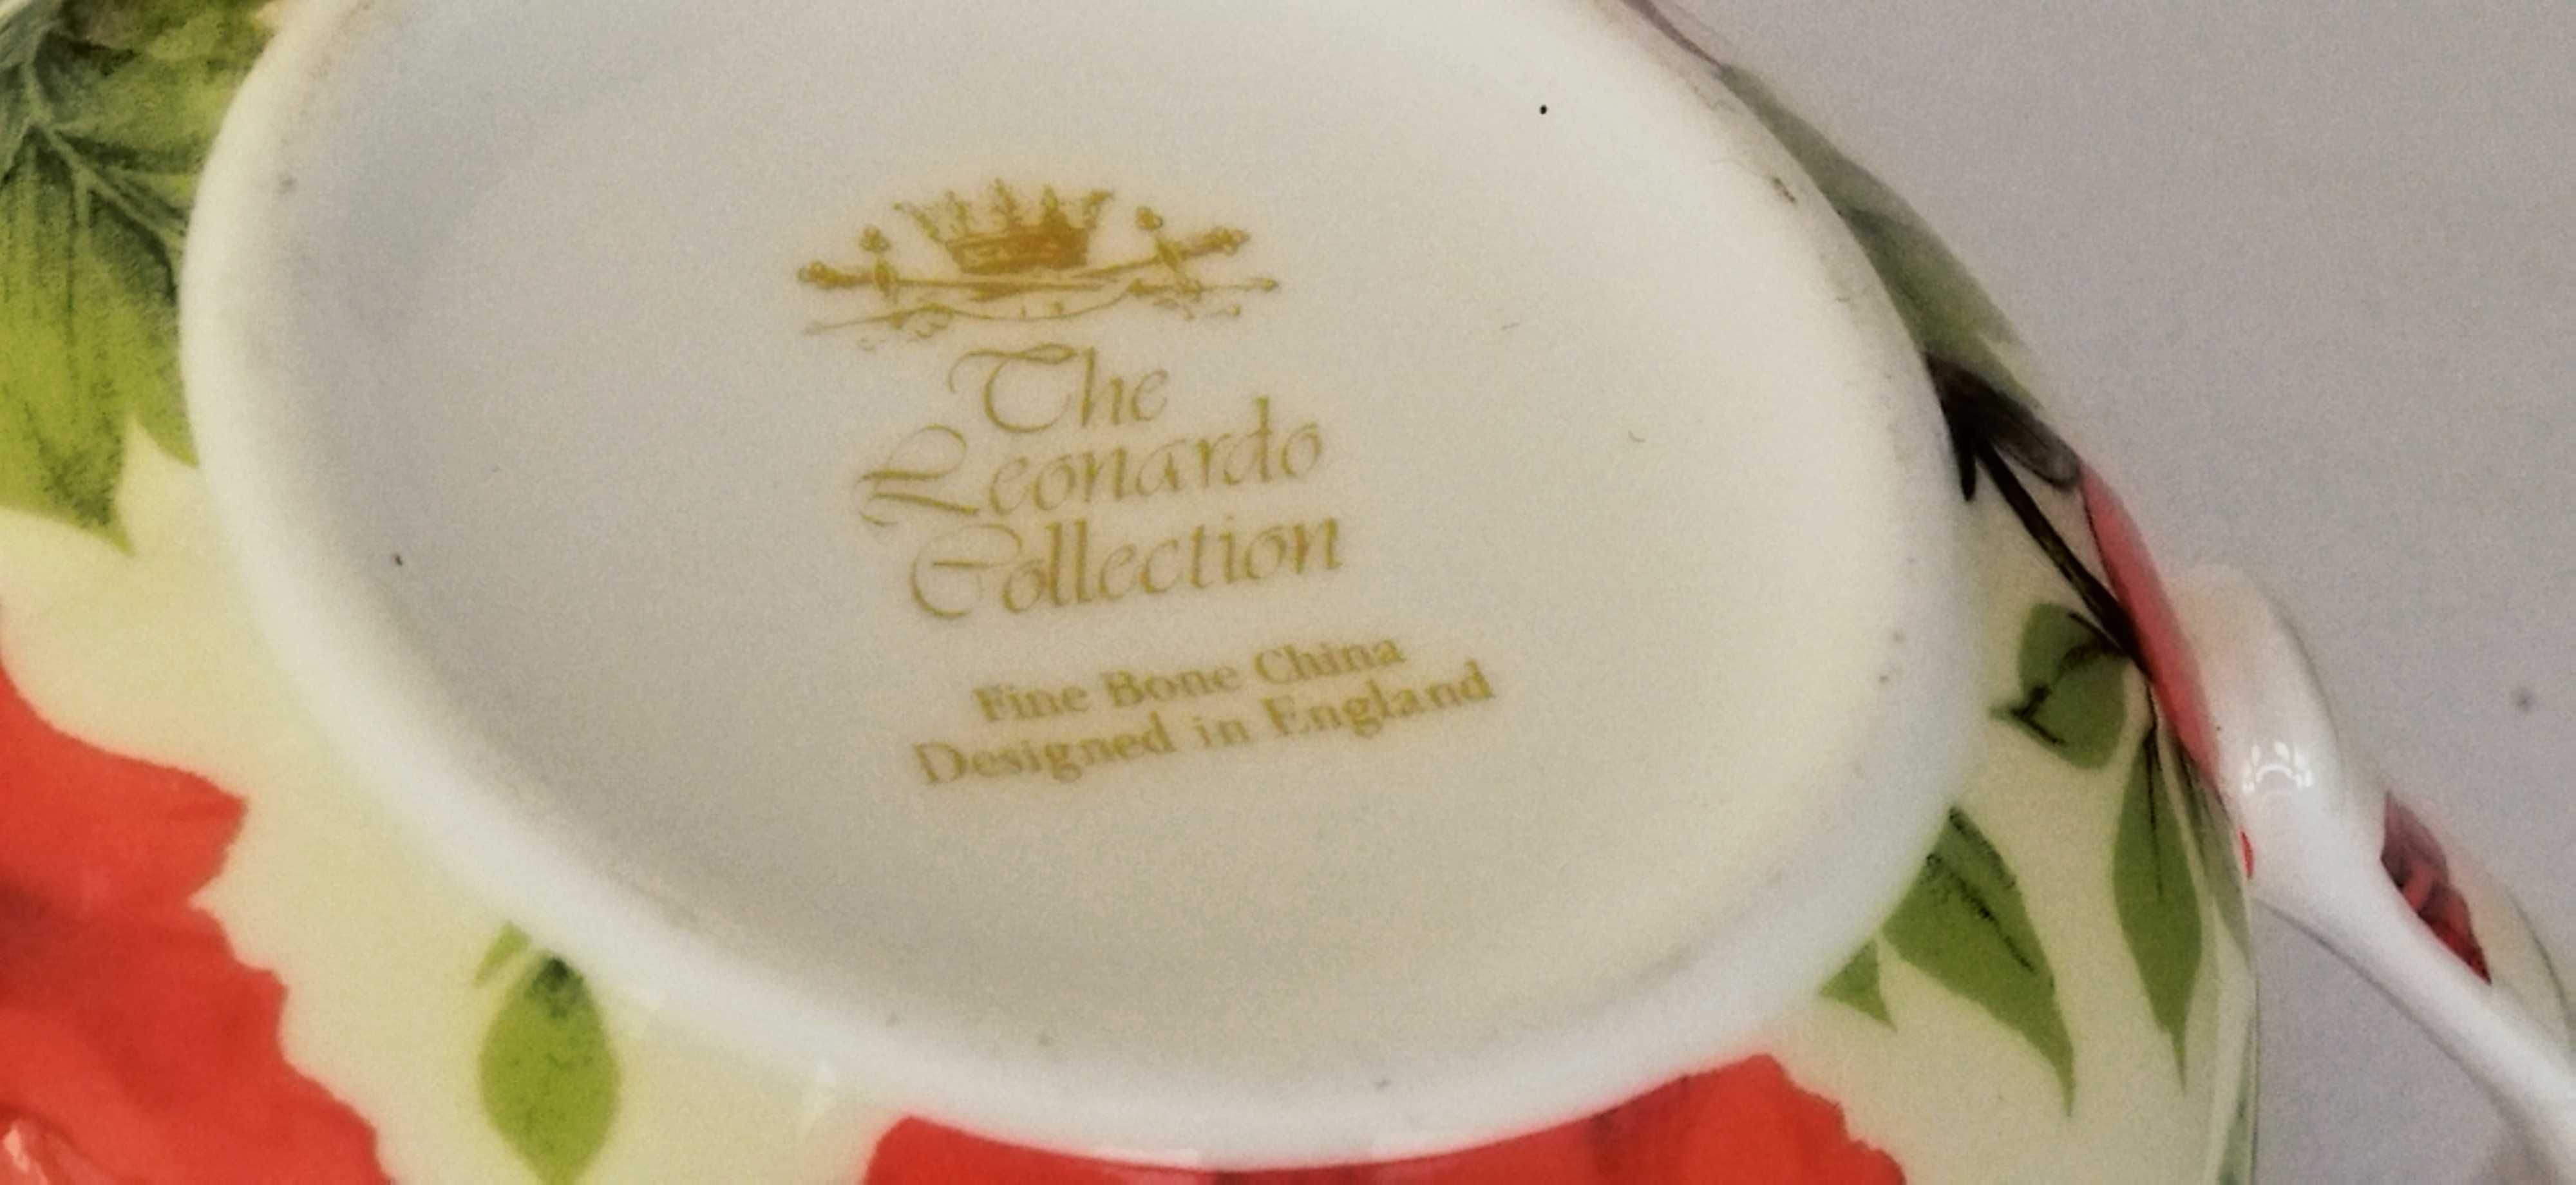 The
Leonardo
Collection
Fine Bone China
Designed in England